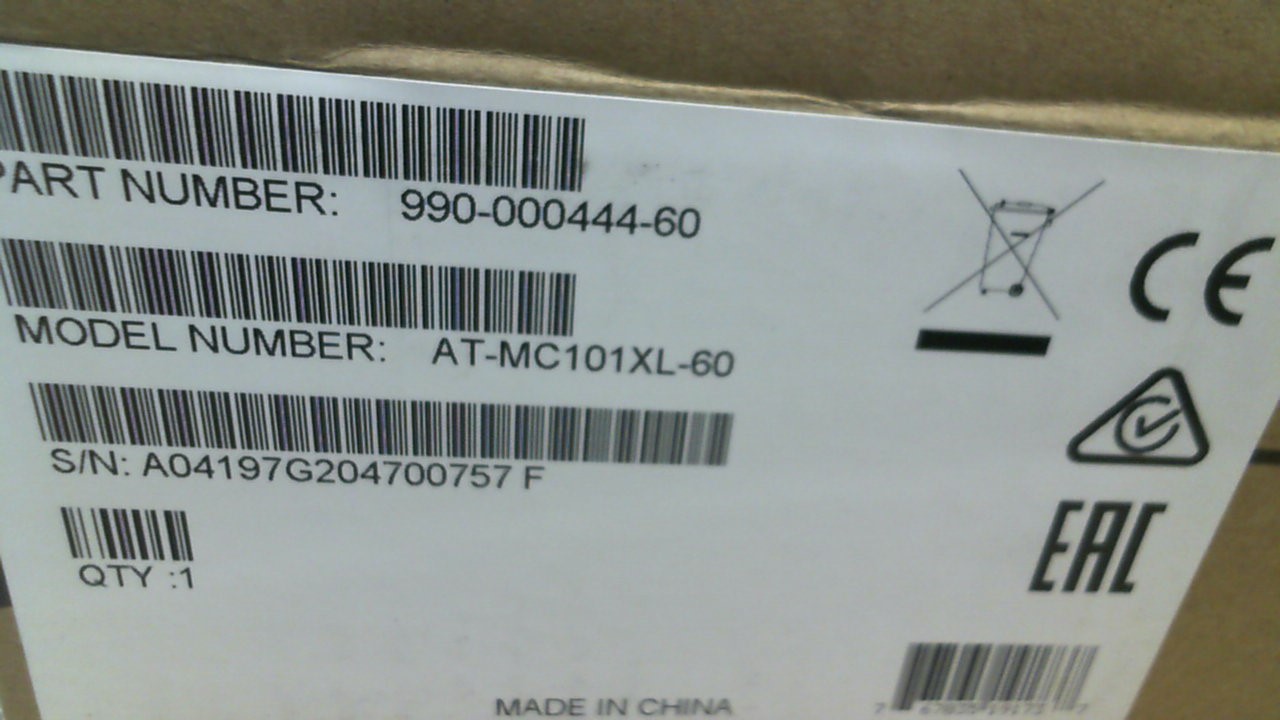 PART NUMBER: 990-000444-60
MODEL NUMBER: AT-MC101XL-60
S/N: A04197G204700757 F
QTY :1
CE
EAC
MADE IN CHINA